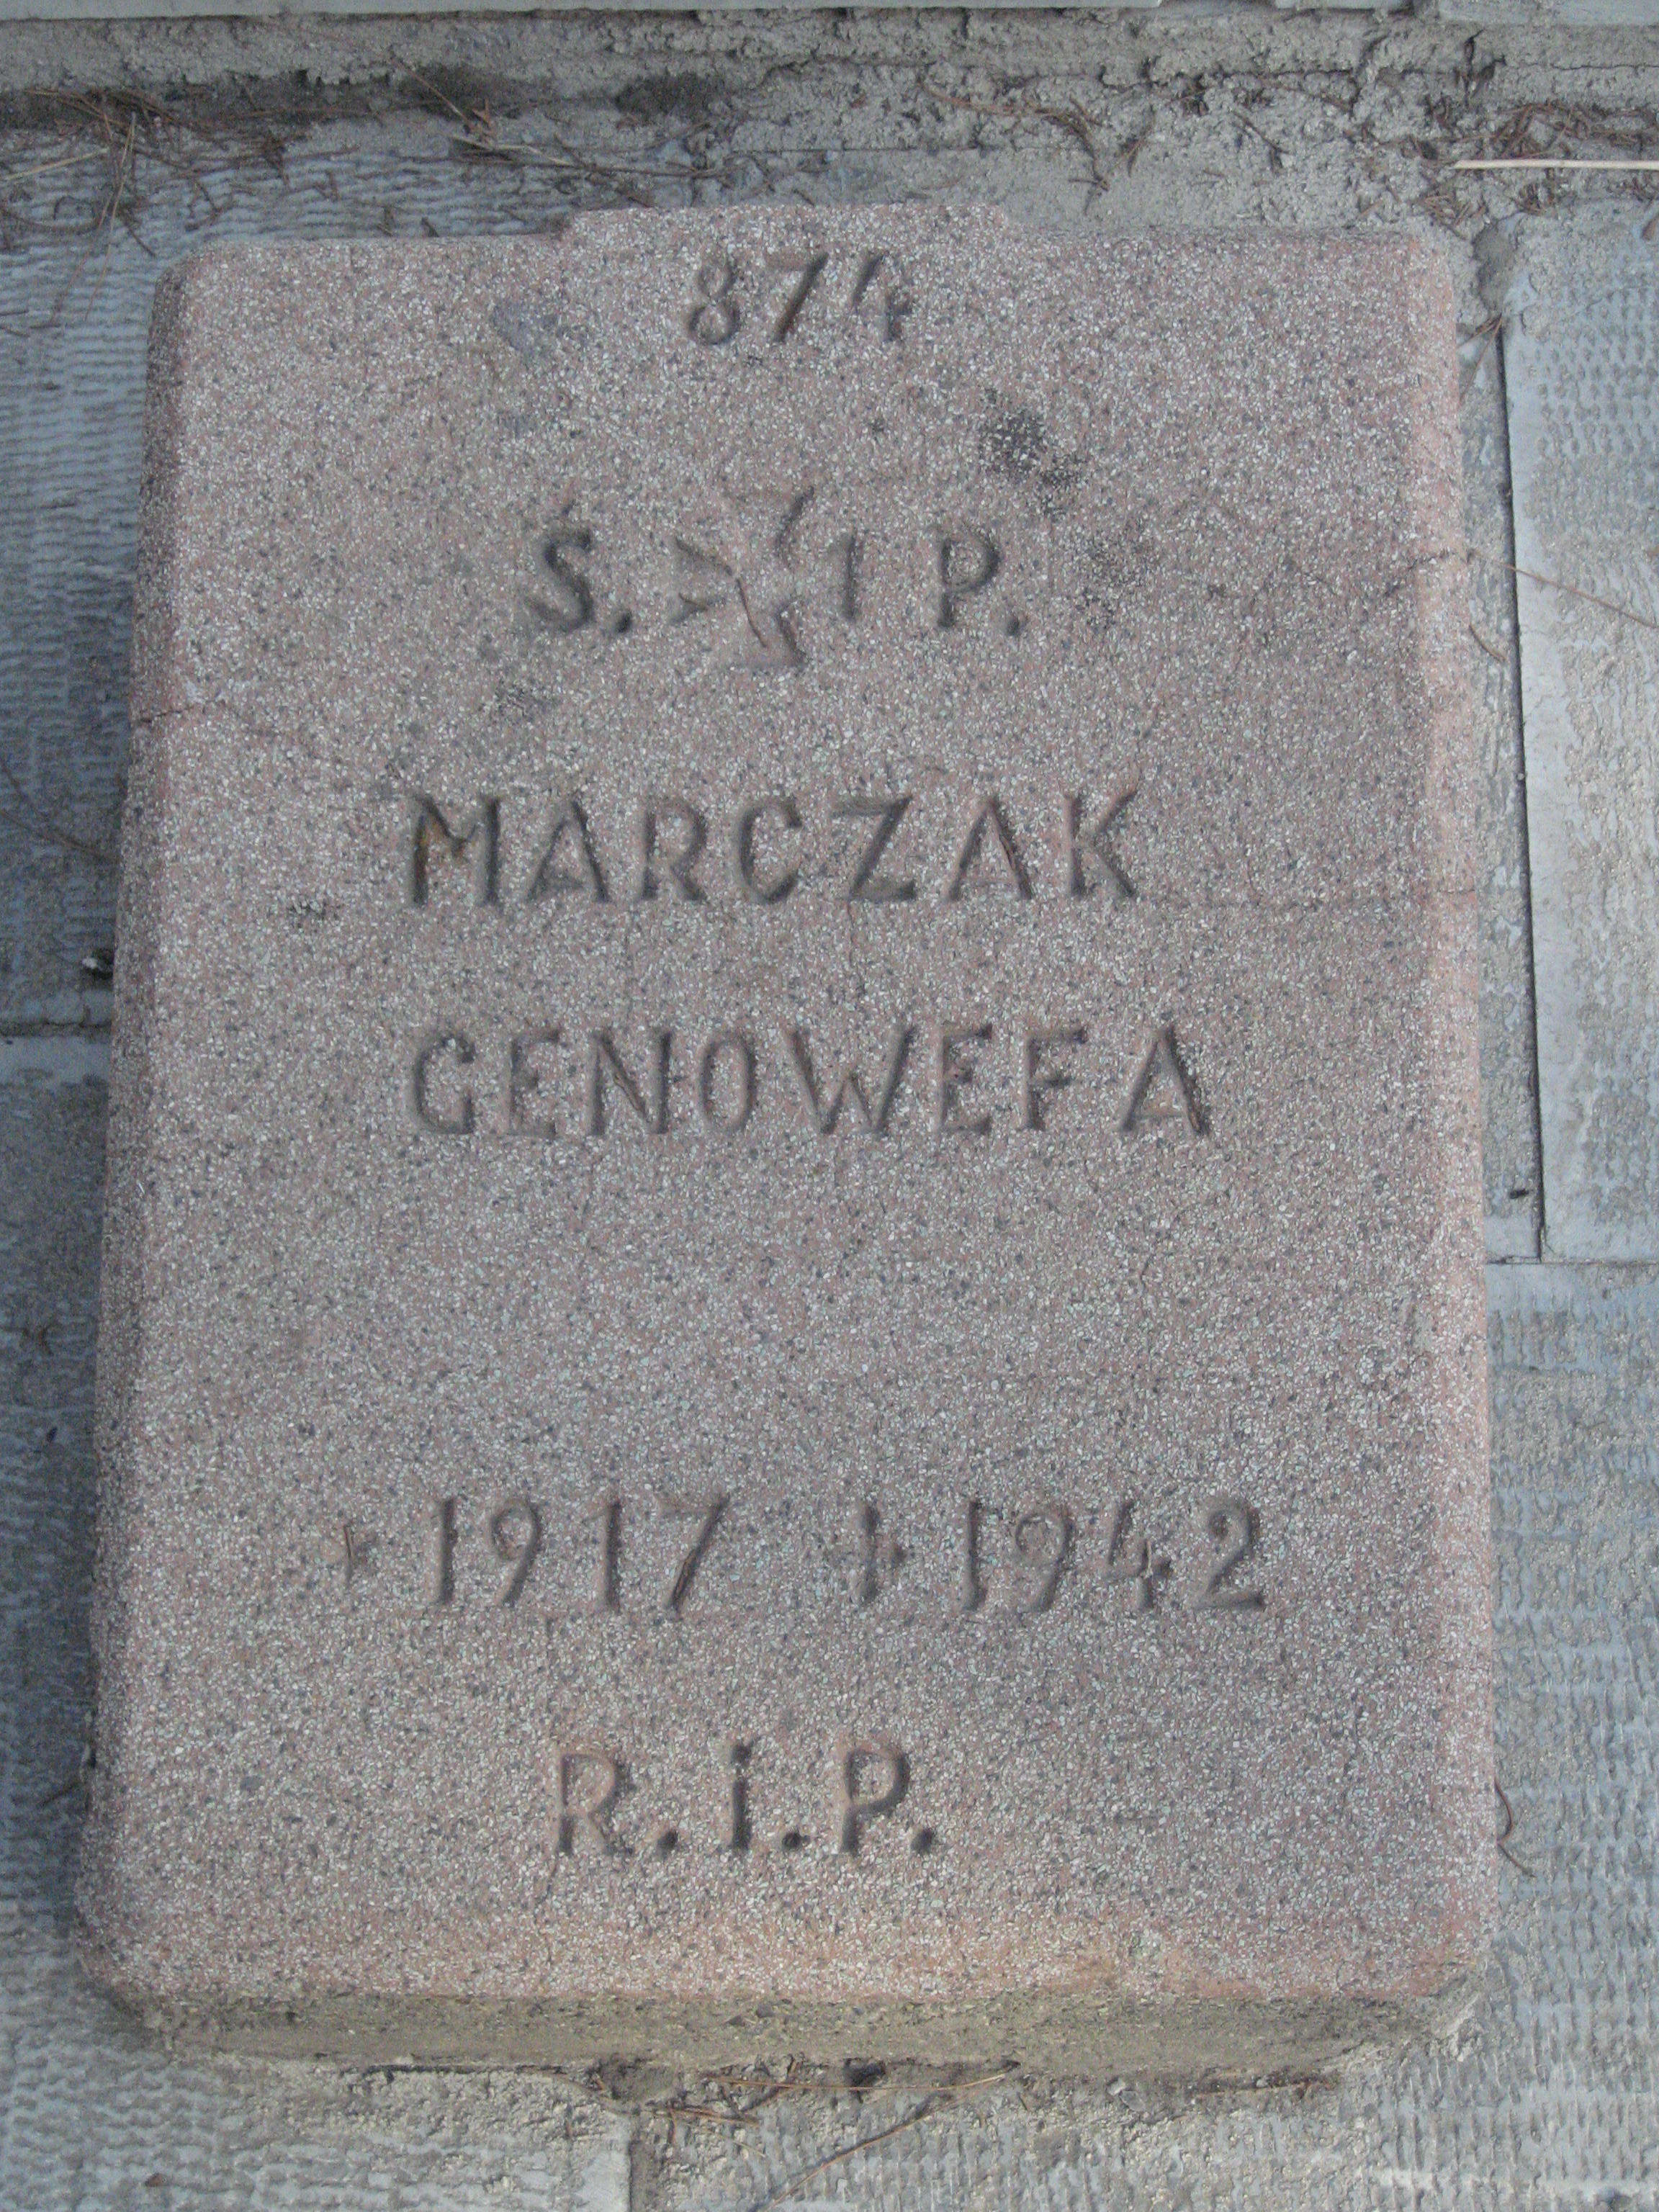 874
Ś. I P.
MARCZAK
GENOWEFA
* 1917 + 1942
R.I.P.